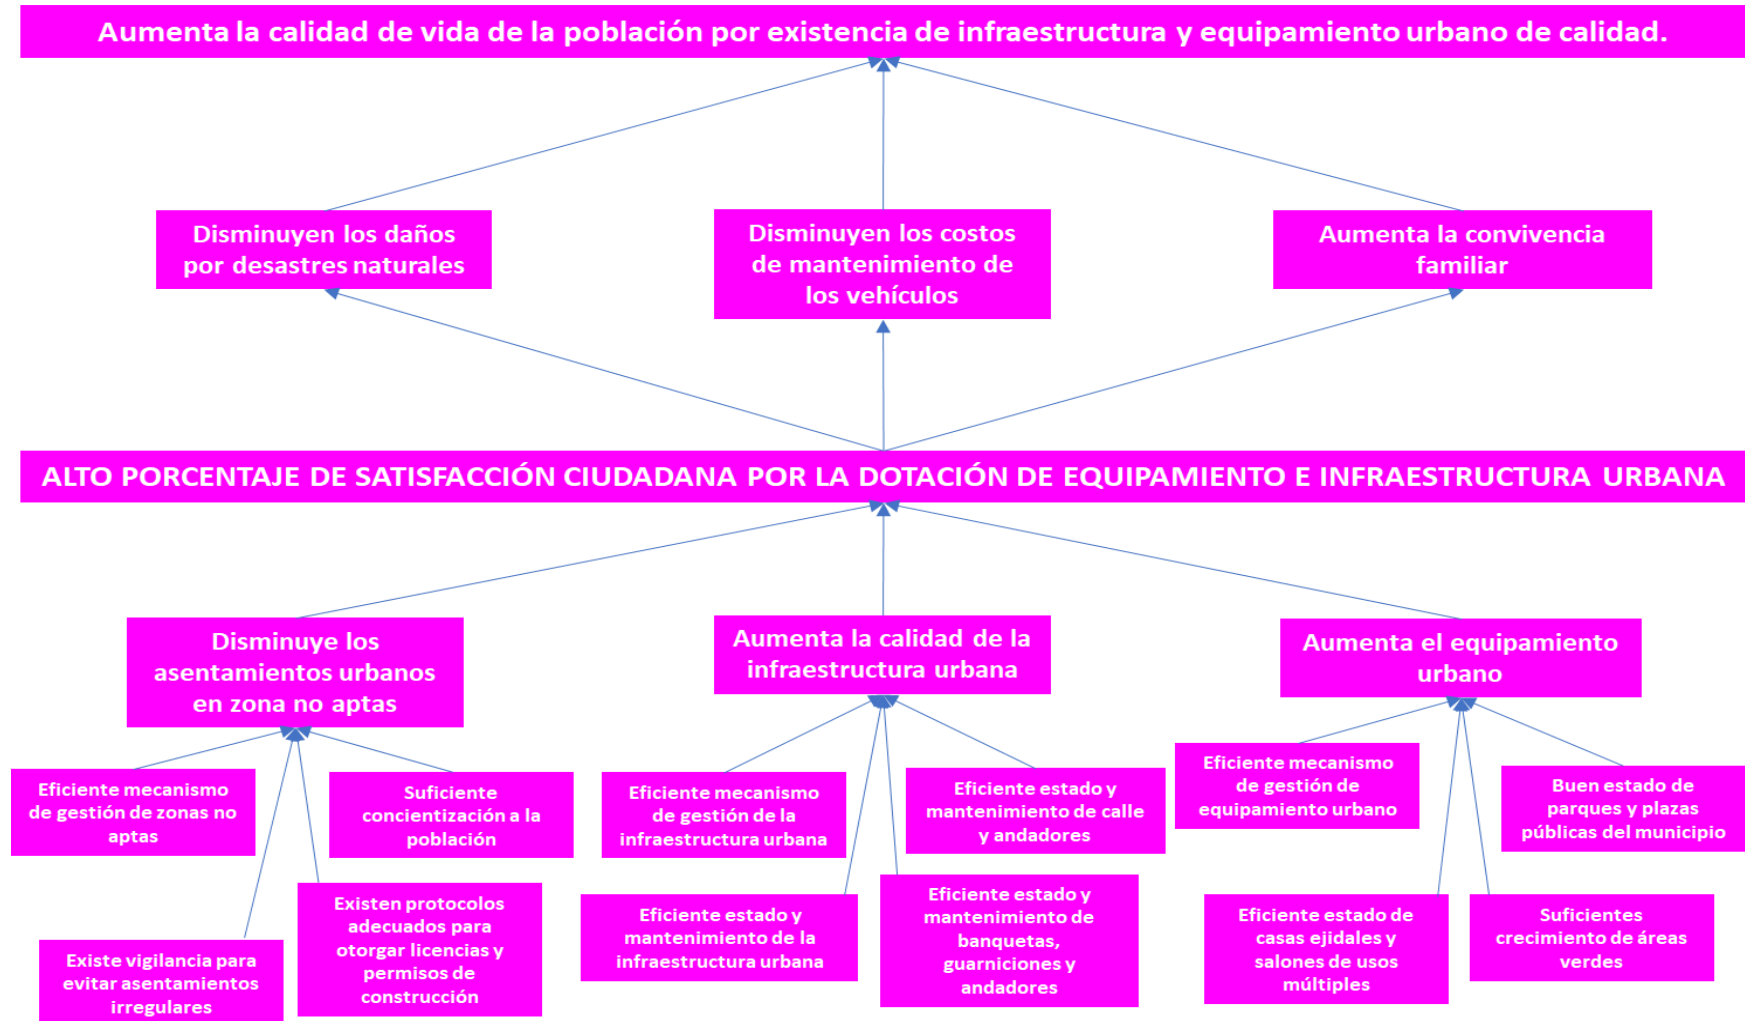 Aumenta la calidad de vida de la población por existencia de infraestructura y equipamiento urbano de calidad.
Disminuyen los daños
por desastres naturales
Disminuyen los costos
de mantenimiento de
los vehículos
Aumenta la convivencia
familiar
ALTO PORCENTAJE DE SATISFACCIÓN CIUDADANA POR LA DOTACIÓN DE EQUIPAMIENTO E INFRAESTRUCTURA URBANA
Disminuye los
asentamientos urbanos
en zona no aptas
Aumenta la calidad de la
infraestructura urbana
Aumenta el equipamiento
urbano
Eficiente mecanismo
de gestión de zonas no
aptas
Suficiente
concientización a la
población
Eficiente mecanismo
de gestión de la
infraestructura urbana
Eficiente estado y
mantenimiento de calle
y andadores
Eficiente mecanismo
de gestión de
equipamiento urbano
Buen estado de
parques y plazas
públicas del municipio
Existe vigilancia para
evitar asentamientos
irregulares
Existen protocolos
adecuados para
otorgar licencias y
permisos de
construcción
Eficiente estado y
mantenimiento de la
infraestructura urbana
Eficiente estado y
mantenimiento de
banquetas,
guarniciones y
andadores
Eficiente estado de
casas ejidales y
salones de usos
múltiples
Suficientes
crecimiento de áreas
verdes